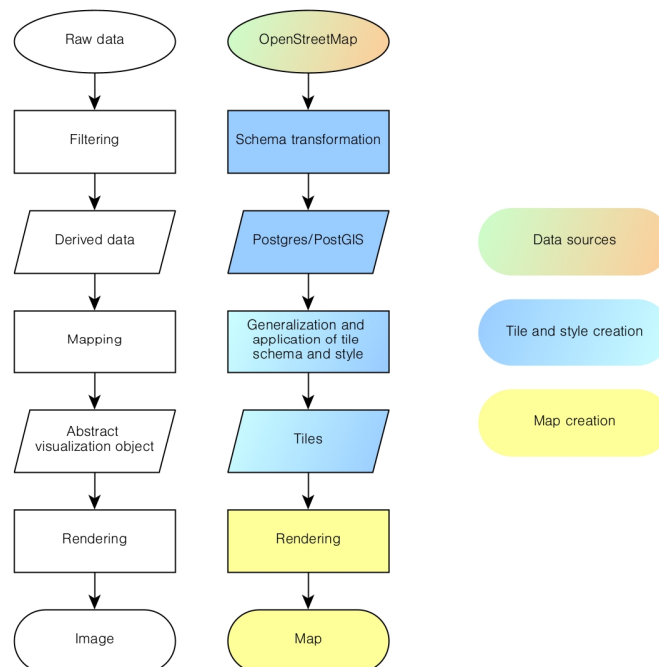 Raw data
OpenStreetMap
Filtering
Schema transformation
Derived data
Postgres/PostGIS
Data sources
Mapping
Generalization and
application of tile
schema and style
Tile and style creation
Abstract
visualization object
Tiles
Map creation
Rendering
Rendering
Image
Map